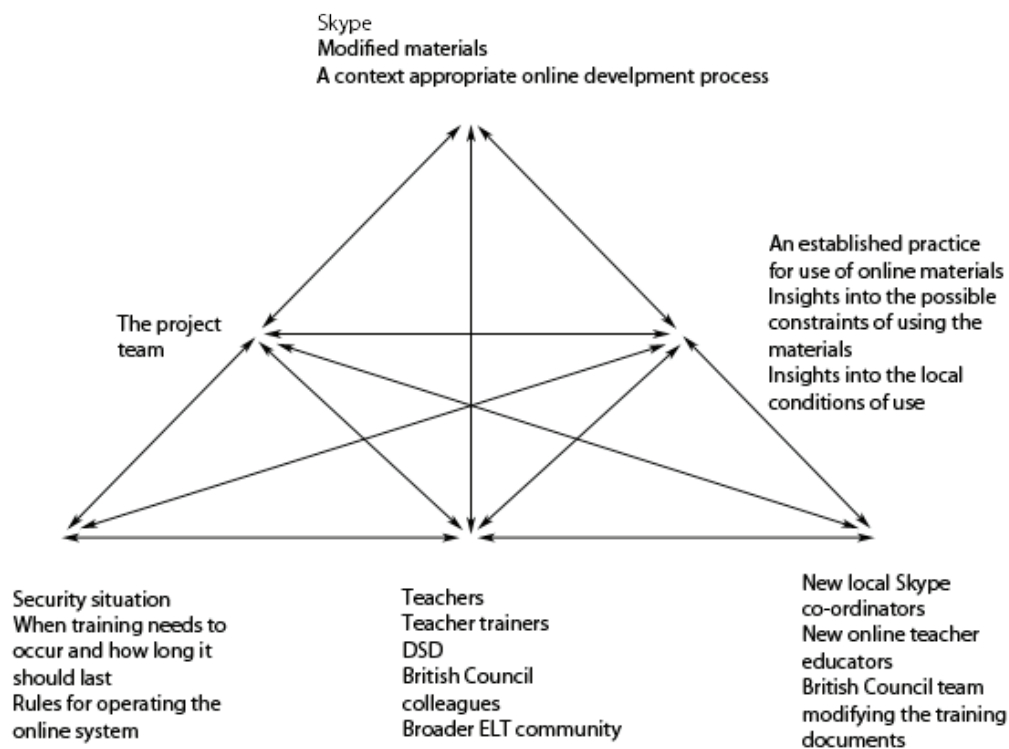 Skype
Modified materials
A context appropriate online develpment process
An established practice
for use of online materials
Insights into the possible
constraints of using the
materials
Insights into the local
conditions of use
The project
team
Security situation
When training needs to
occur and how long it
should last
Rules for operating the
online system
Teachers
Teacher trainers
DSD
British Council
colleagues
Broader ELT community
New local Skype
co-ordinators
New online teacher
educators
British Council team
modifying the training
documents